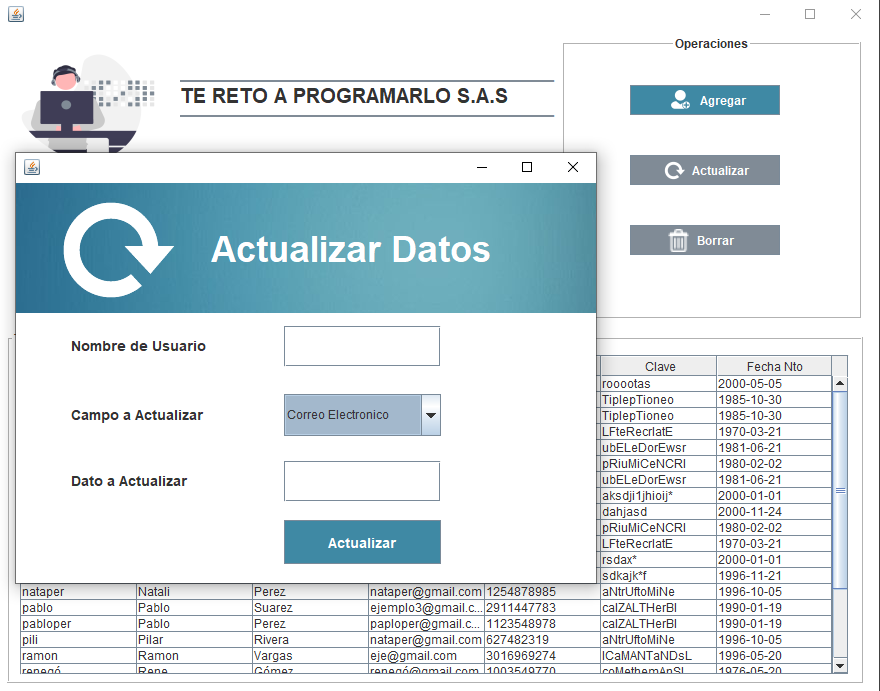 Operaciones
TE RETO A PROGRAMARLO S.A.S
Agregar
Actualizar
Borrar
Actualizar Datos
Nombre de Usuario
Campo a Actualizar
Correo Electronico
Dato a Actualizar
Actualizar
Clave Fecha Nto
rooootas 2000-05-05
TiplepTioneo 1985-10-30
TiplepTioneo 1985-10-30
LFteRecrlatE 1970-03-21
ubELeDorEwsr 1981-06-21
pRiuMiCeNCRI 1980-02-02
ubELeDorEwsr 1981-06-21
aksdji1jhioij* 2000-01-01
dahjasd 2000-11-24
pRiuMiCeNCRI 1980-02-02
LFteRecrlatE 1970-03-21
rsdax* 2000-01-01
sdkajk*f 1996-11-21
nataper Natali Perez nataper@gmail.com 1254878985 aNtrUftoMiNe 1996-10-05
pablo Pablo Suarez ejemplo3@gmail.c... 2911447783 calZALTHerBI 1990-01-19
pabloper Pablo Perez paploper@gmail.c... 1123548978 calZALTHerBI 1990-01-19
pili Pilar Rivera nataper@gmail.com 627482319 aNtrUftoMiNe 1996-10-05
ramon Ramon Vargas eje@gmail.com 3016969274 ICaMANTaNDsL 1996-05-20
renegó Rene Gómez renegó@gmail.com 1003549770 coMethemAnSI 1976-05-20